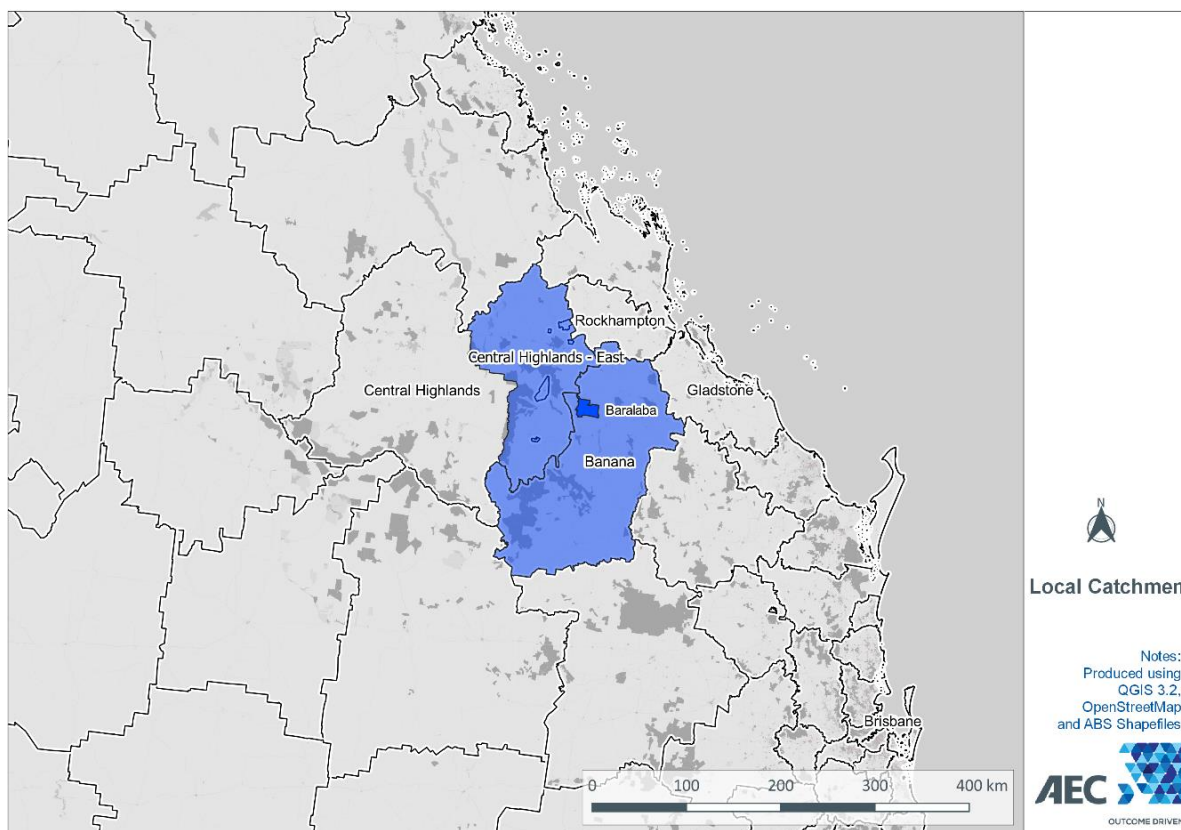 Rockhampton
Central Highlands - East
Central Highlands
Gladstone
Baralaba
Banana
Brisbane
0 100 200 300 400 km
N
Local Catchmen
Notes:
Produced using
QGIS 3.2,
OpenStreetMap
and ABS Shapefiles
AEC
OUTCOME DRIVEN